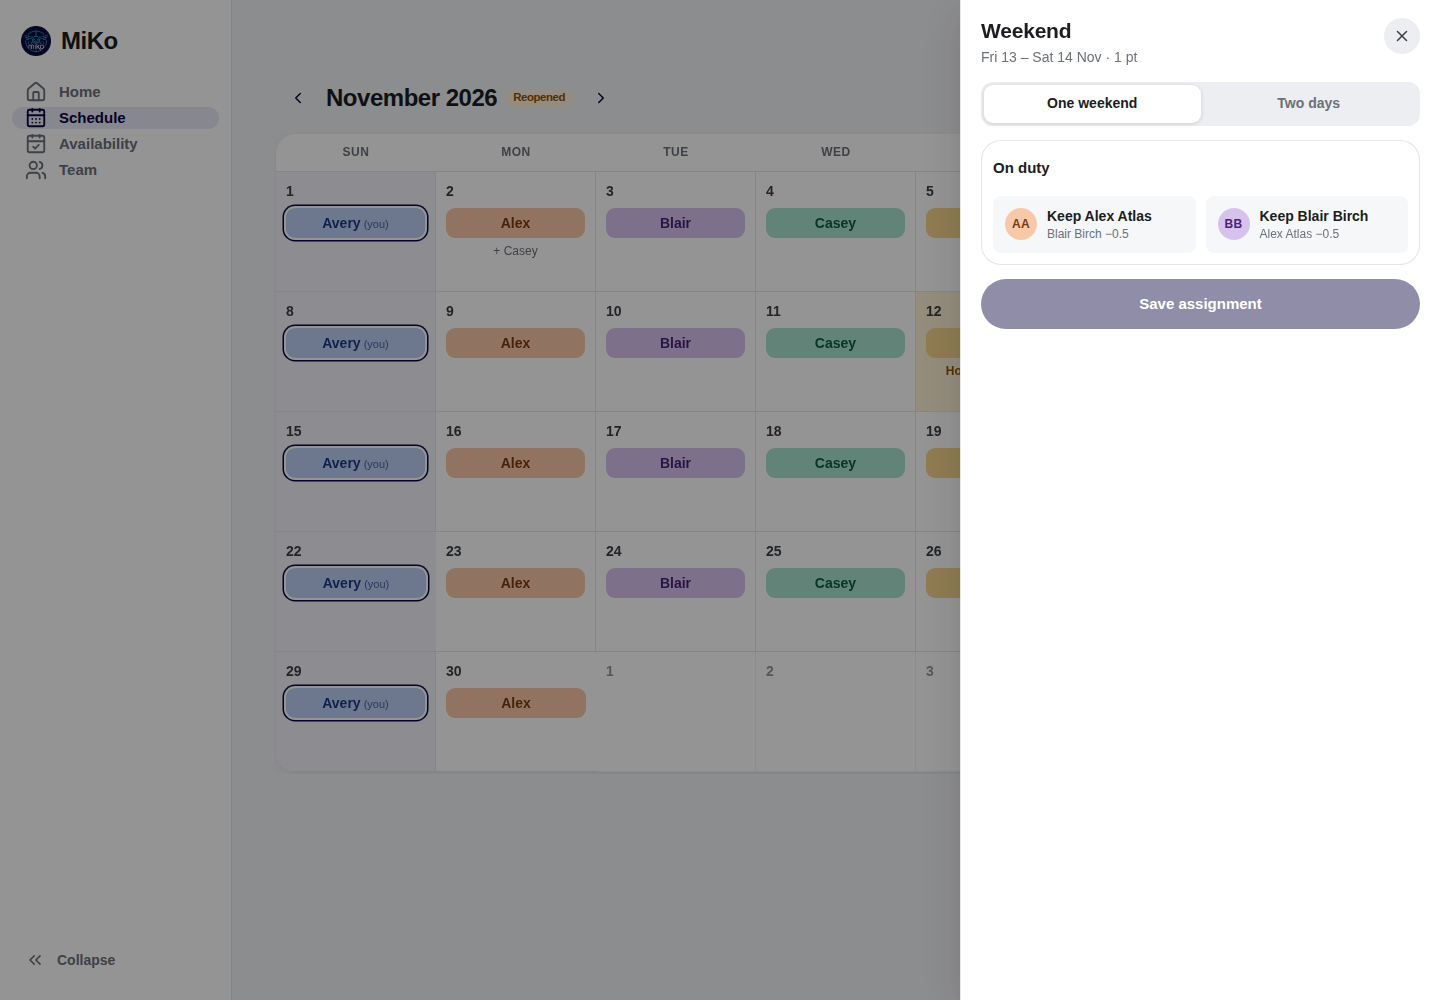 miko
MiKo
Home
Schedule
Availability
Team
Collapse
November 2026 Reopened
SUN MON TUE WED
1 2 3 4 5
Avery (you) Alex Blair Casey
+ Casey
8 9 10 11 12
Avery (you) Alex Blair Casey
Ho
15 16 17 18 19
Avery (you) Alex Blair Casey
22 23 24 25 26
Avery (you) Alex Blair Casey
29 30 1 2 3
Avery (you) Alex
Weekend
Fri 13 – Sat 14 Nov · 1 pt
One weekend Two days
On duty
AA Keep Alex Atlas
Blair Birch −0.5
BB Keep Blair Birch
Alex Atlas −0.5
Save assignment